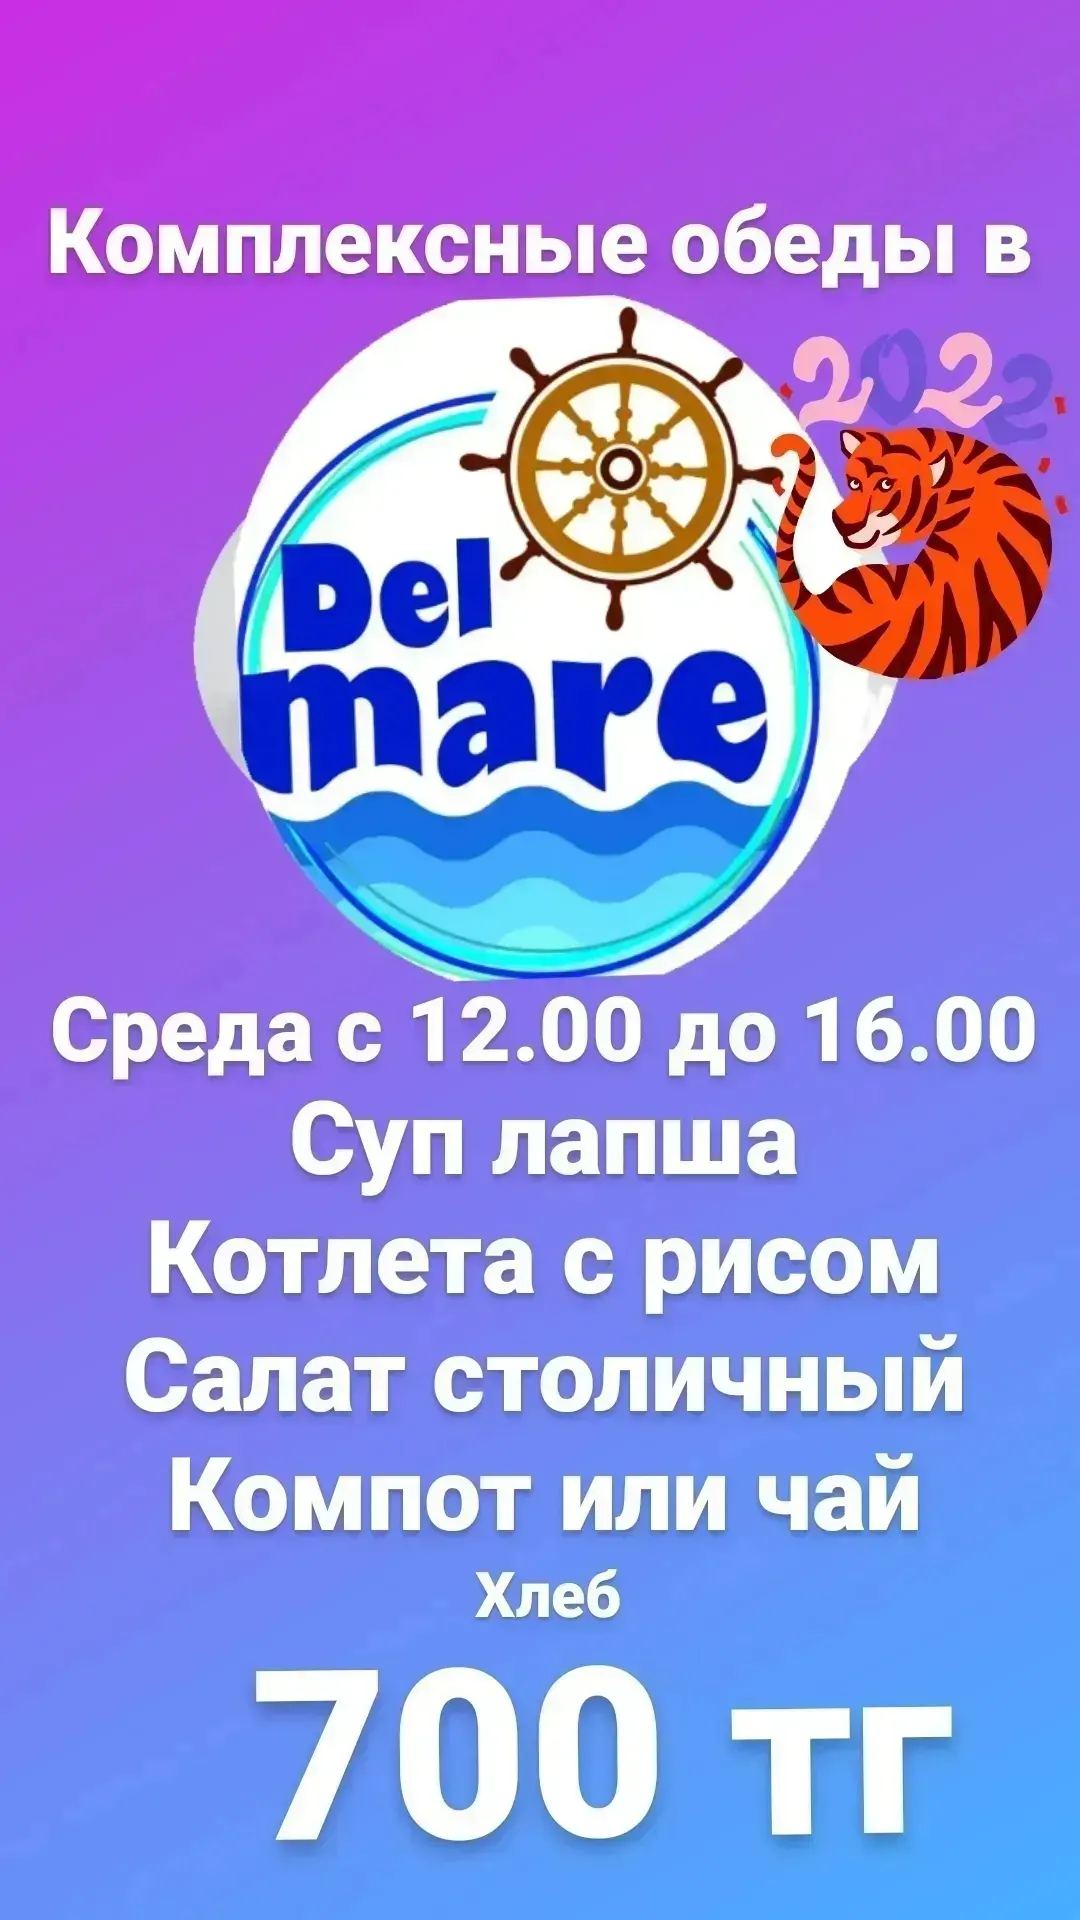 Комплексные обеды в
2022
Del
mare
Среда с 12.00 до 16.00
Суп лапша
Котлета с рисом
Салат столичный
Компот или чай
Хлеб
700 тг